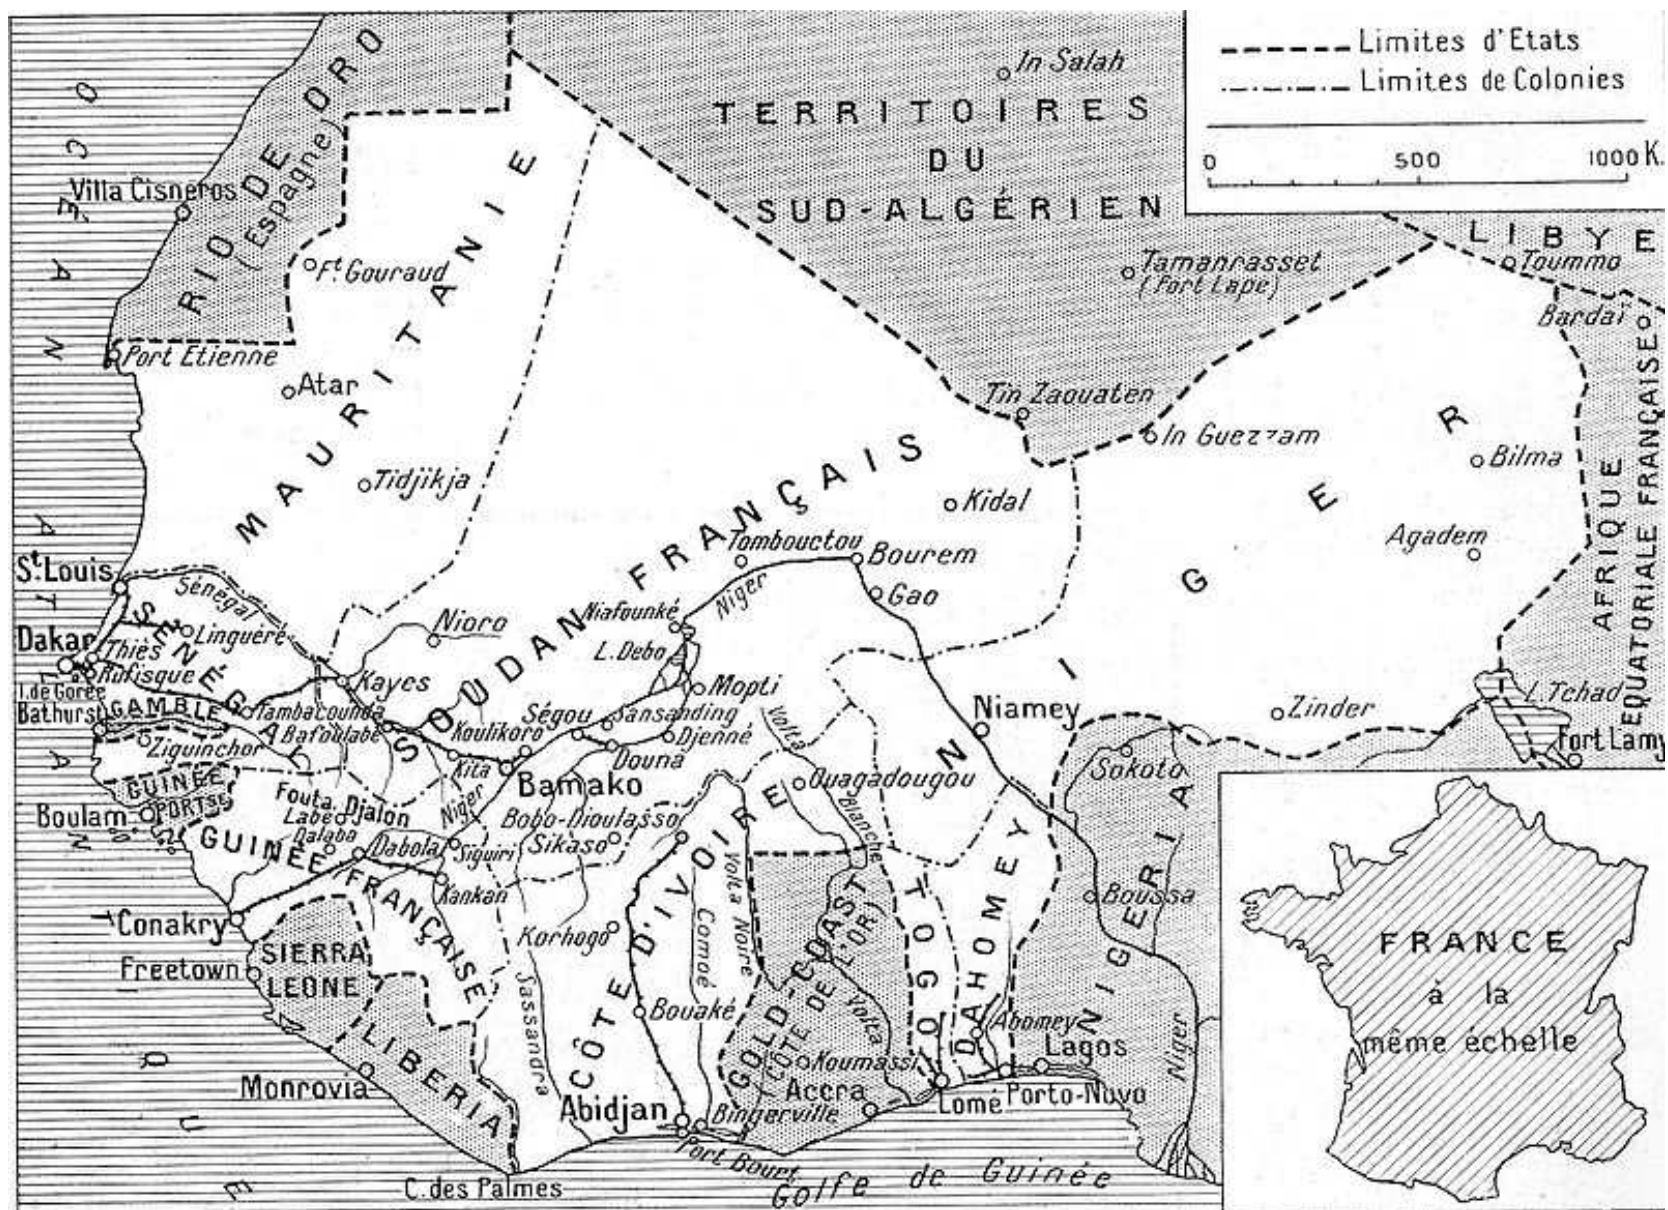 Limites d'Etats
Limites de Colonies
0 500 1000 K.
OCÉAN ATLANTIQUE
RIO DE ORO
(Espagne)
Villa Cisneros
Ft. Gouraud
Port Etienne
Atar
Tidjikja
MAURITANIE
In Salah
TERRITOIRES
DU
SUD-ALGÉRIEN
Tamanrasset
(Fort Lape)
LIBYE
Toummo
Bardaï
Tin Zaouaten
In Guezzam
Bilma
Agadem
Kidal
NIGER
AFRIQUE
EQUATORIALE FRANÇAISE
SOUDAN FRANÇAIS
Tombouctou
Bourem
Gao
Niger
Niafounké
L. Debo
Mopti
St. Louis
Sénégal
Nioro
Linguère
SÉNÉGAL
Dakar
Thiès
Rufisque
I. de Gorée
Bathurst
GAMBLE
Tambacounda
Kayes
Bafoulabé
Ziguinchor
Koulikoro
Ségou
Sansanding
Djenné
Douna
Kita
Bamako
Niger
Volta
Niamey
Zinder
L. Tchad
Fort Lamy
Sokoto
Ouagadougou
Blanche
GUINÉE
PORTSE
Boulam
Fouta Djalon
Labé
Dalaba
Dabola
Siguiri
Kankan
Bobo-Dioulasso
Sikaso
GUINÉE FRANÇAISE
Conakry
Freetown
SIERRA
LEONE
LIBERIA
Monrovia
Korhogo
Sassandra
CÔTE D'IVOIRE
Bouaké
Comoé
Volta Noire
GOLD-COAST
(CÔTE DE L'OR)
Volta
Koumassi
Accra
TOGO
DAHOMEY
Abomey
Boussa
NIGERIA
Niger
Lagos
Porto-Novo
Lomé
Abidjan
Bingerville
Port Bouet
C. des Palmes
Golfe de Guinée
FRANCE
à la
même échelle